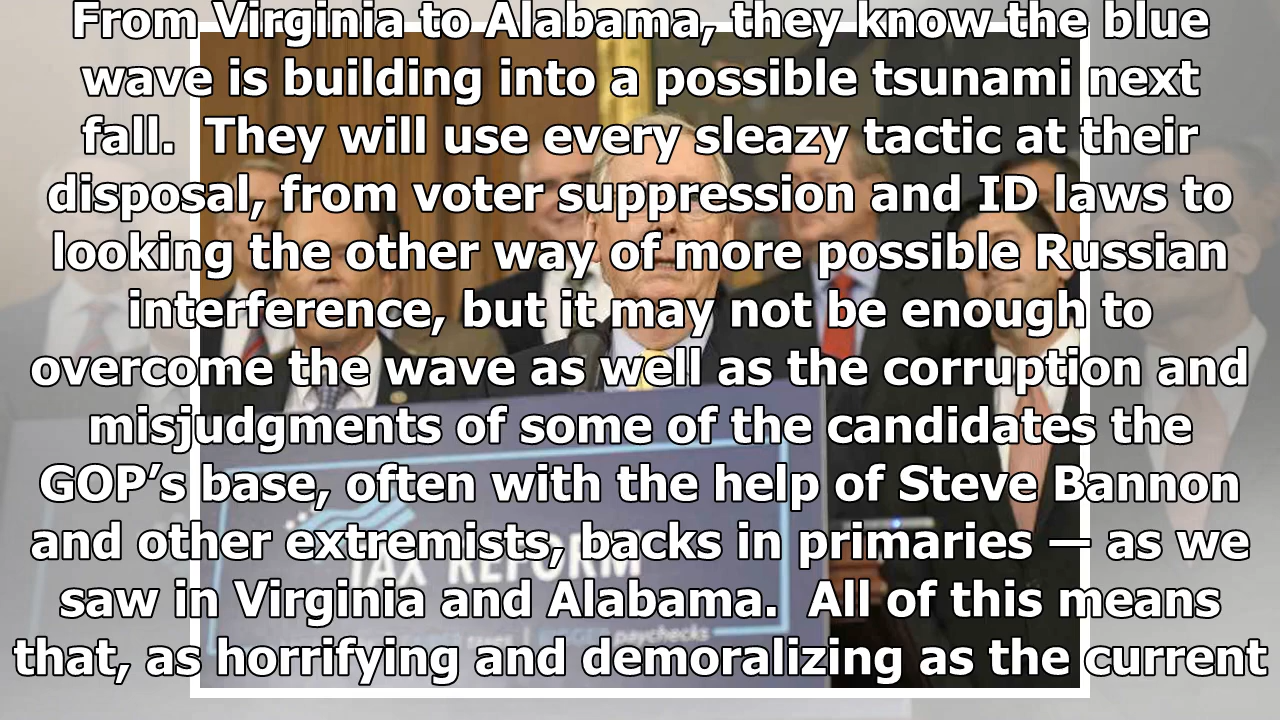 From Virginia to Alabama, they know the blue
wave is building into a possible tsunami next
fall.  They will use every sleazy tactic at their
disposal, from voter suppression and ID laws to
looking the other way of more possible Russian
interference, but it may not be enough to
overcome the wave as well as the corruption and
misjudgments of some of the candidates the
GOP’s base, often with the help of Steve Bannon
and other extremists, backs in primaries — as we
saw in Virginia and Alabama.  All of this means
that, as horrifying and demoralizing as the current
TAX REFORM
paychecks